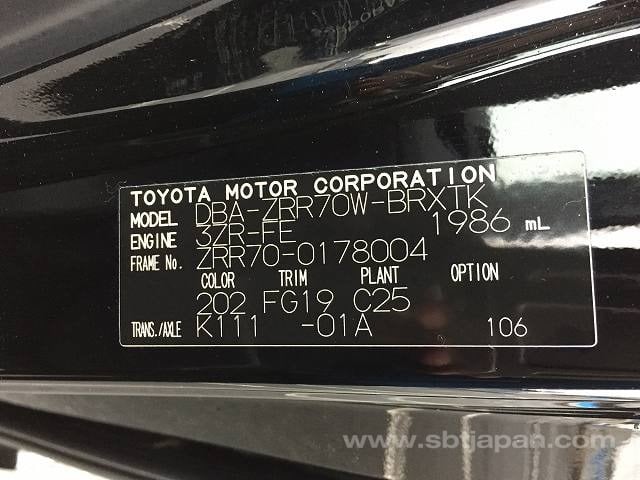 TOYOTA MOTOR CORPORATION
MODEL DBA-ZRR70W-BRXTK
ENGINE 3ZR-FE 1986 mL
FRAME No. ZRR70-0178004
COLOR TRIM PLANT OPTION
202 FG19 C25
TRANS./AXLE K111 -01A 106
www.sbtjapan.com